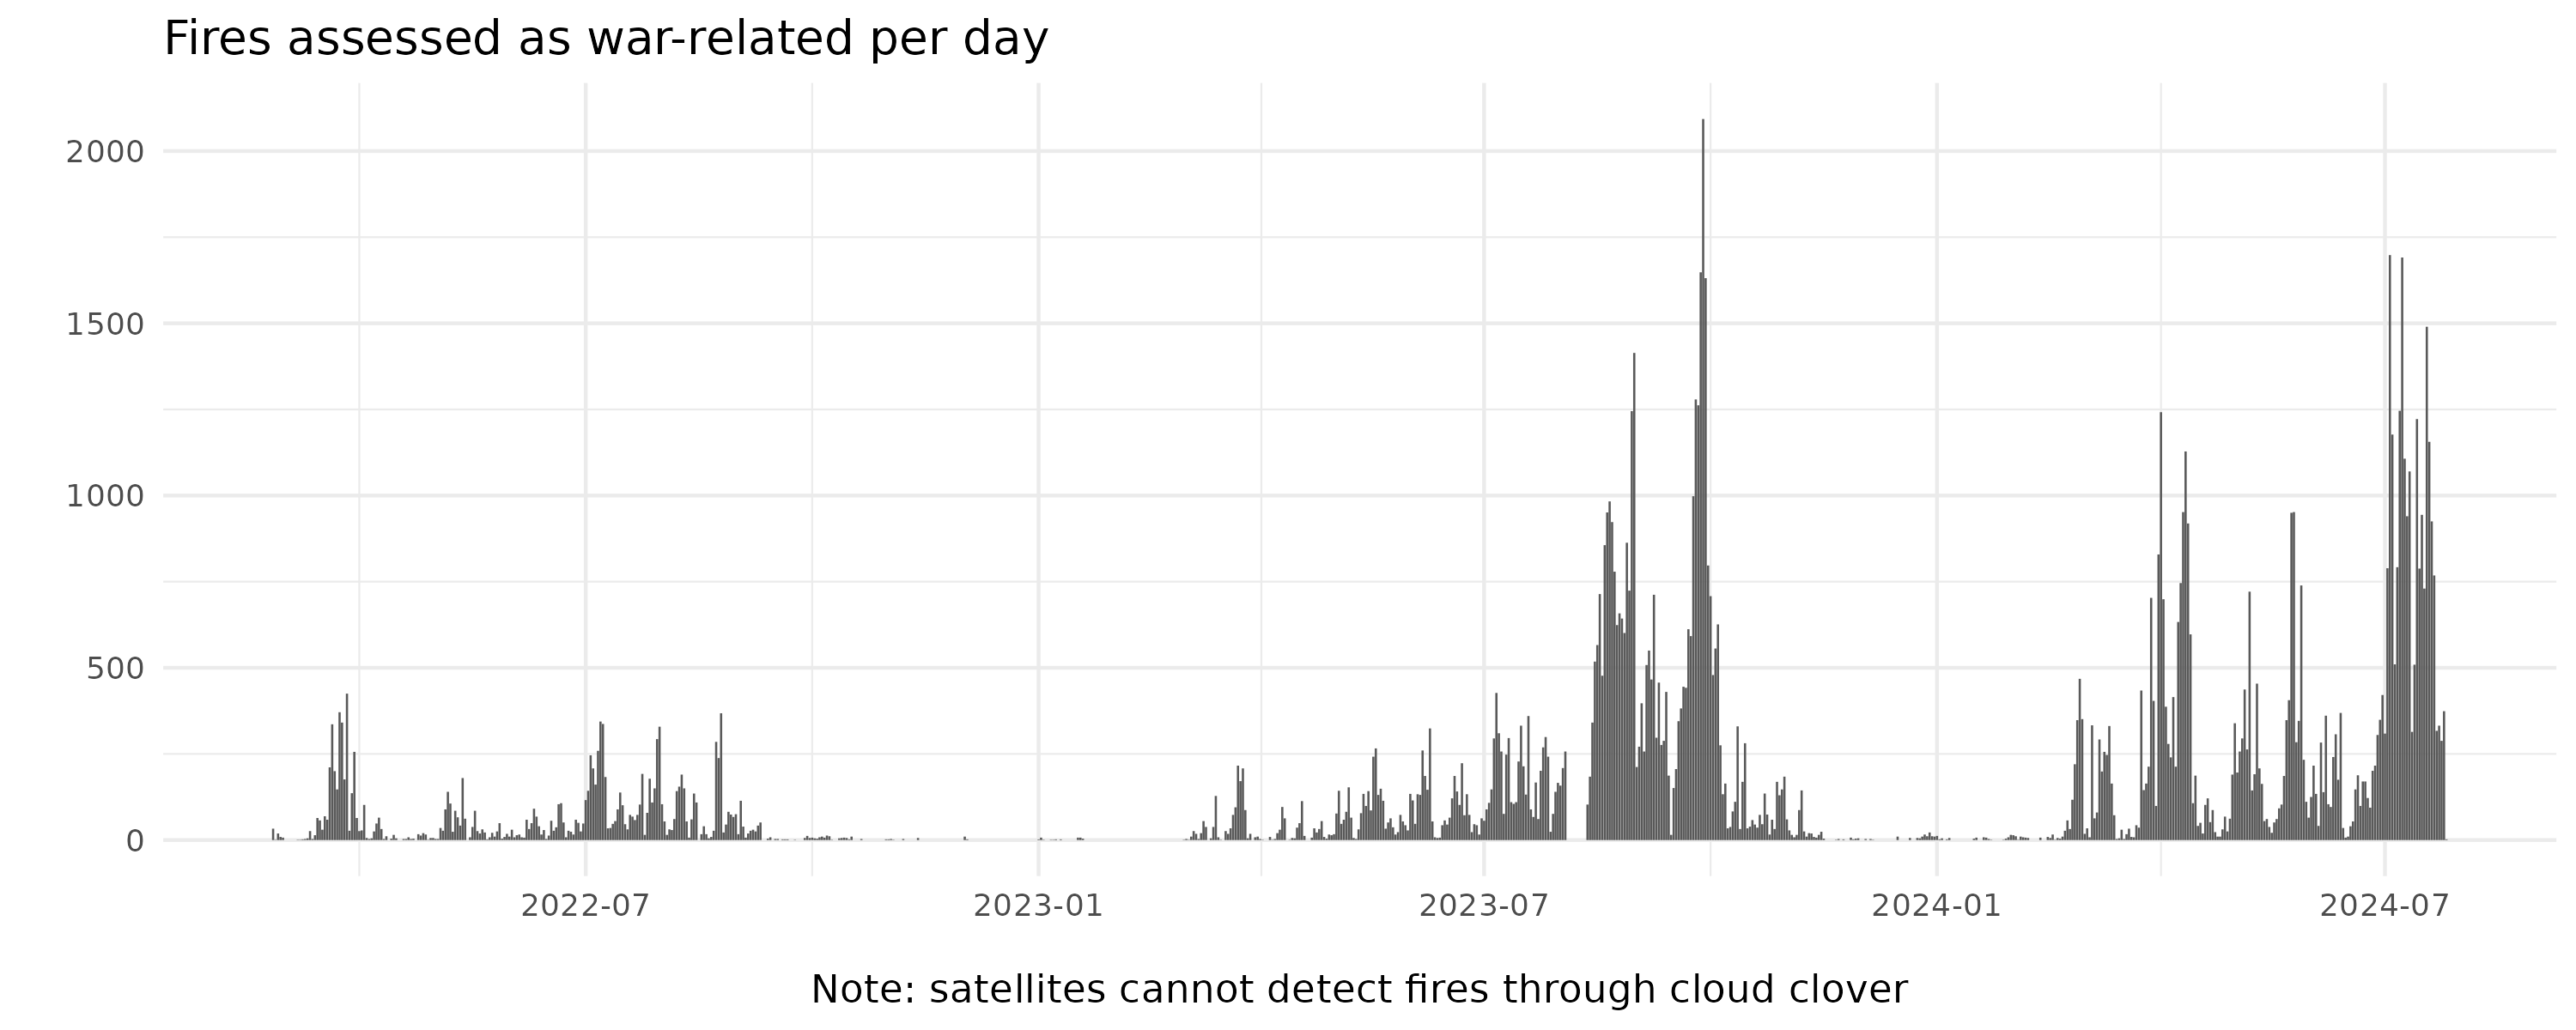 Fires assessed as war-related per day
2000
1500
1000
500
0
2022-07 2023-01 2023-07 2024-01 2024-07
Note: satellites cannot detect fires through cloud clover